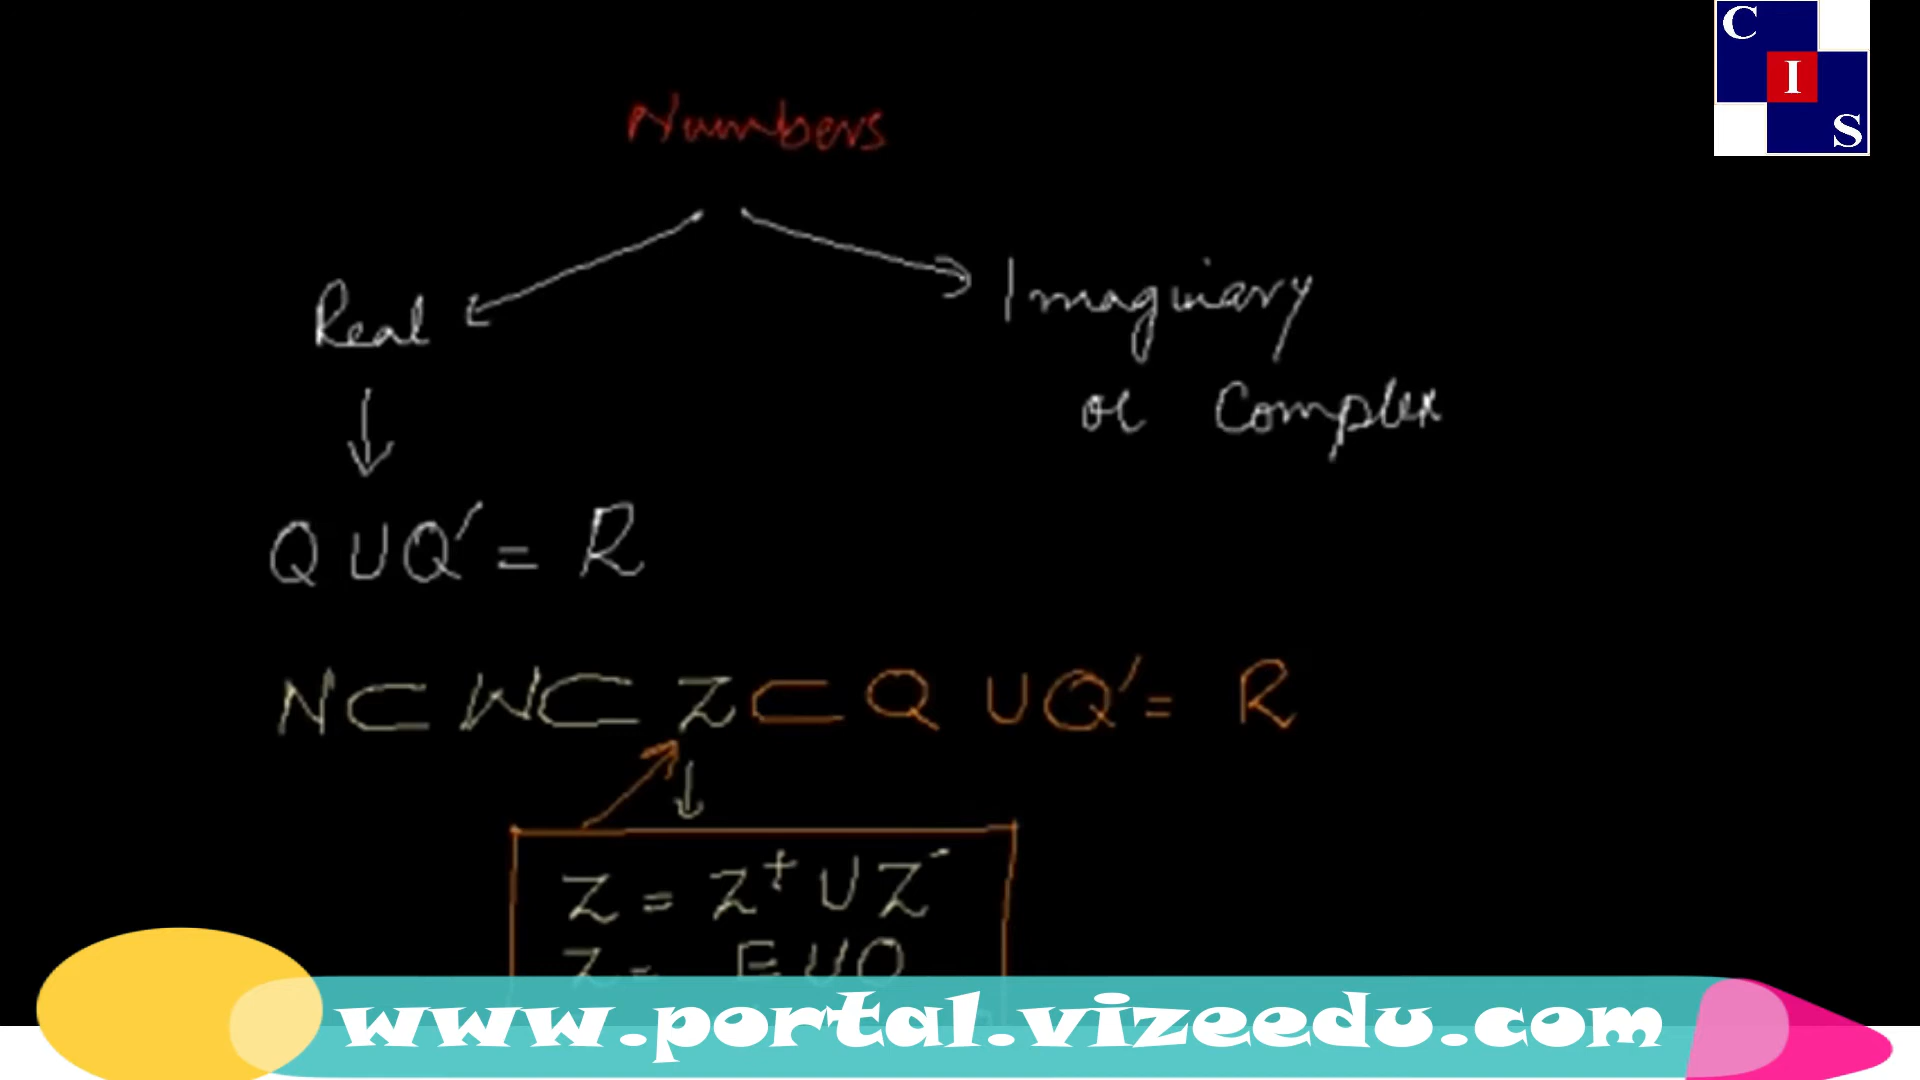 C
I
S
Numbers
Real
Imaginary
or Complex
Q U Q' = R
N ⊂ W ⊂ Z ⊂ Q U Q' = R
Z = Z⁺ U Z⁻
Z = E U O
www.portal.vizeedu.com